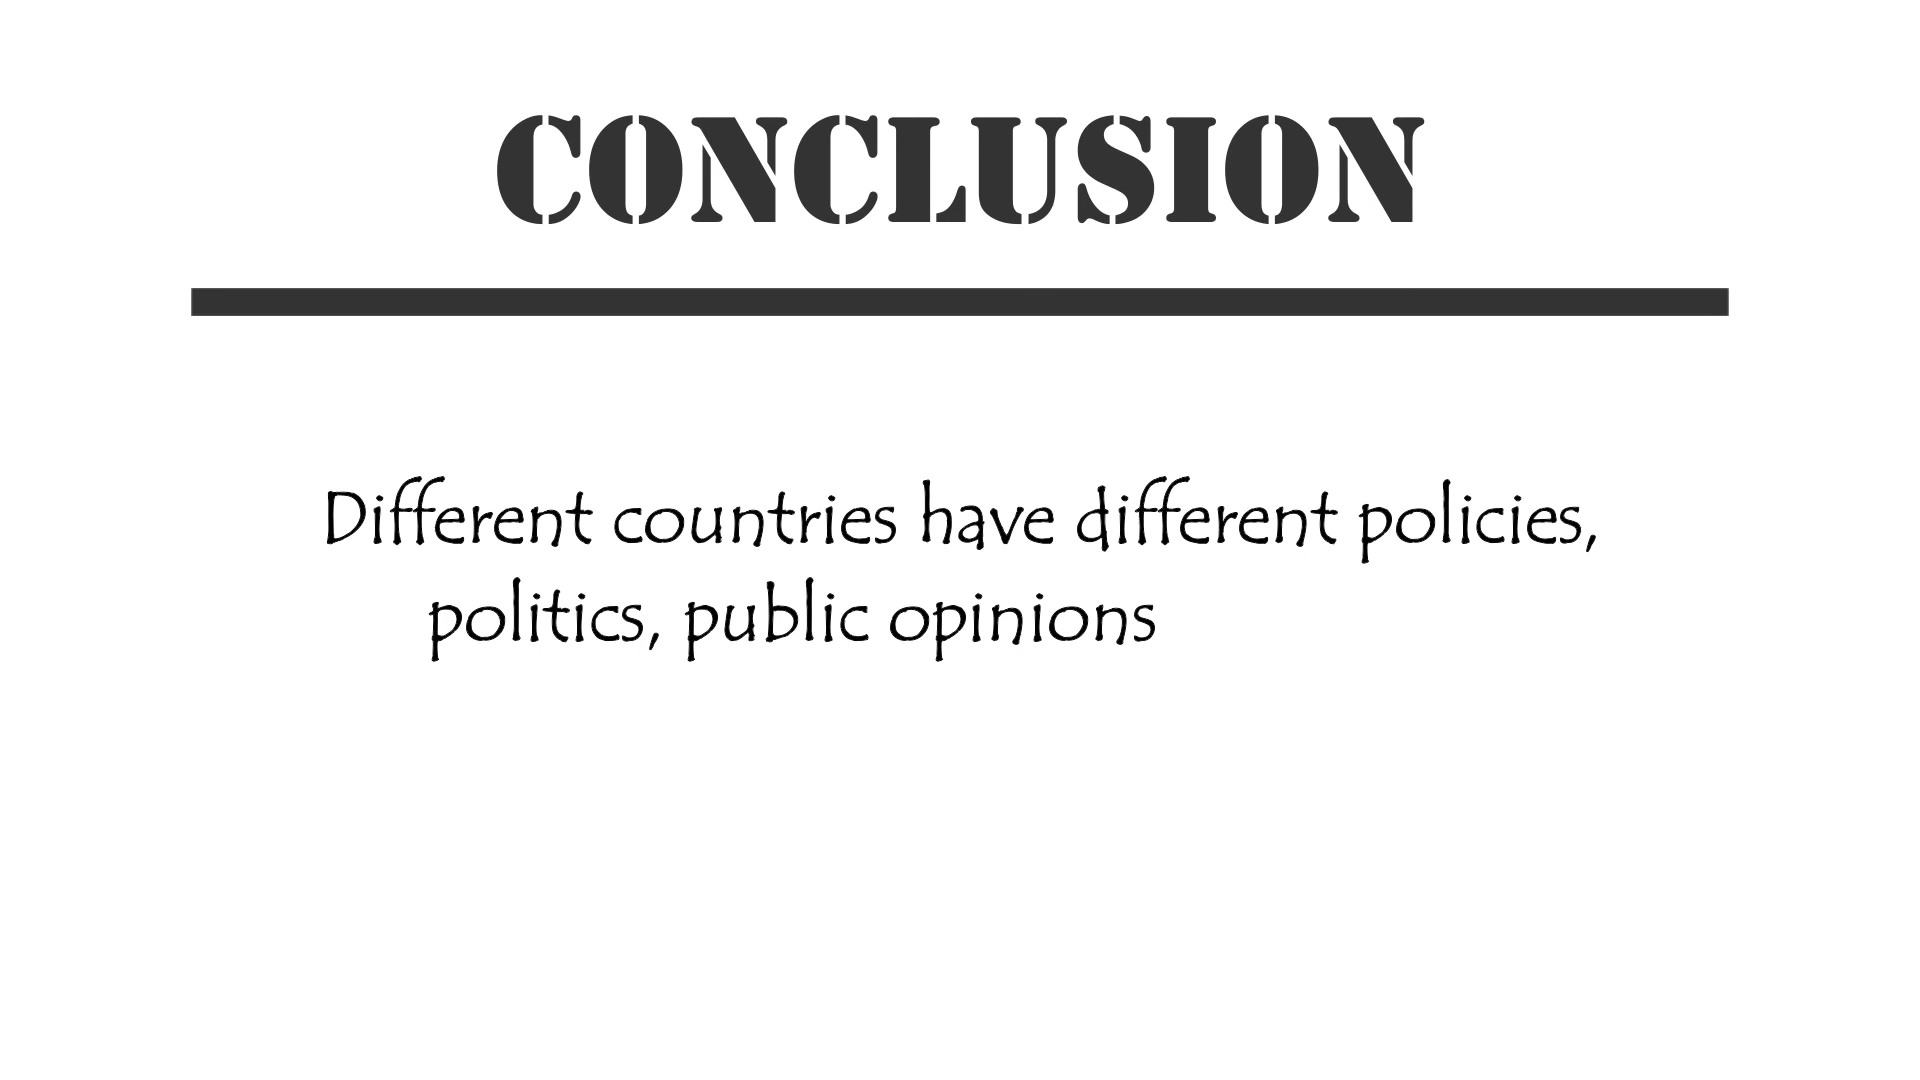 CONCLUSION
Different countries have different policies,
politics, public opinions